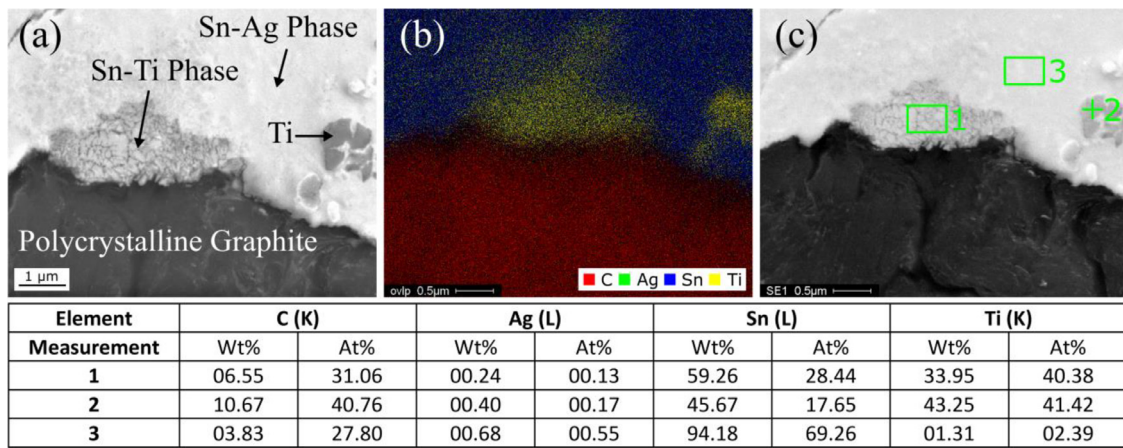 (a)
Sn-Ag Phase
Sn-Ti Phase
Ti
Polycrystalline Graphite
1 μm
(b)
C Ag Sn Ti
ovlp 0.5μm
(c)
3
+2
1
SE1 0.5μm
Element C (K) Ag (L) Sn (L) Ti (K)
Measurement Wt% At% Wt% At% Wt% At% Wt% At%
1 06.55 31.06 00.24 00.13 59.26 28.44 33.95 40.38
2 10.67 40.76 00.40 00.17 45.67 17.65 43.25 41.42
3 03.83 27.80 00.68 00.55 94.18 69.26 01.31 02.39